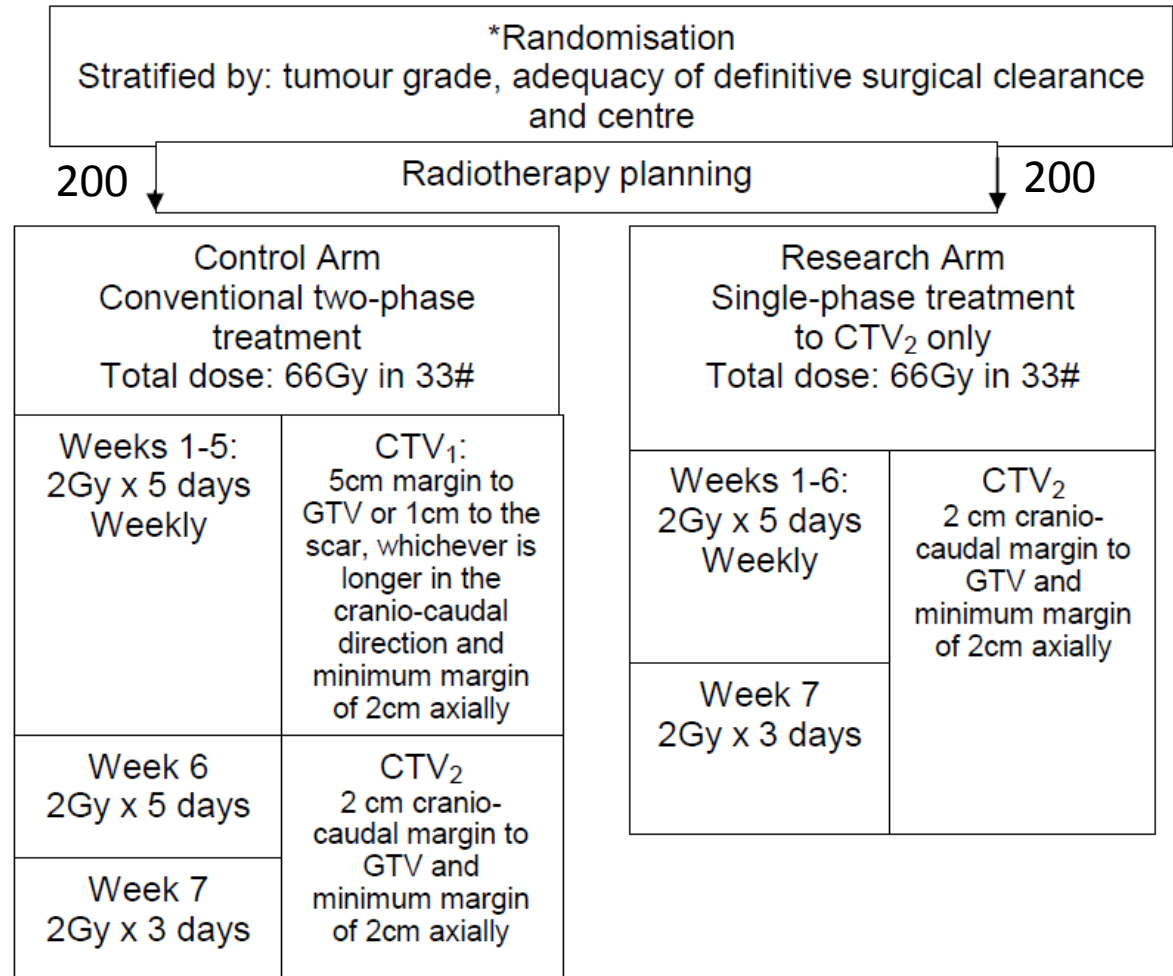 *Randomisation
Stratified by: tumour grade, adequacy of definitive surgical clearance
and centre
200
Radiotherapy planning
200
Control Arm
Conventional two-phase
treatment
Total dose: 66Gy in 33#
Weeks 1-5:
2Gy x 5 days
Weekly
CTV₁:
5cm margin to
GTV or 1cm to the
scar, whichever is
longer in the
cranio-caudal
direction and
minimum margin
of 2cm axially
Week 6
2Gy x 5 days
Week 7
2Gy x 3 days
CTV₂
2 cm cranio-
caudal margin to
GTV and
minimum margin
of 2cm axially
Research Arm
Single-phase treatment
to CTV₂ only
Total dose: 66Gy in 33#
Weeks 1-6:
2Gy x 5 days
Weekly
Week 7
2Gy x 3 days
CTV₂
2 cm cranio-
caudal margin to
GTV and
minimum margin
of 2cm axially